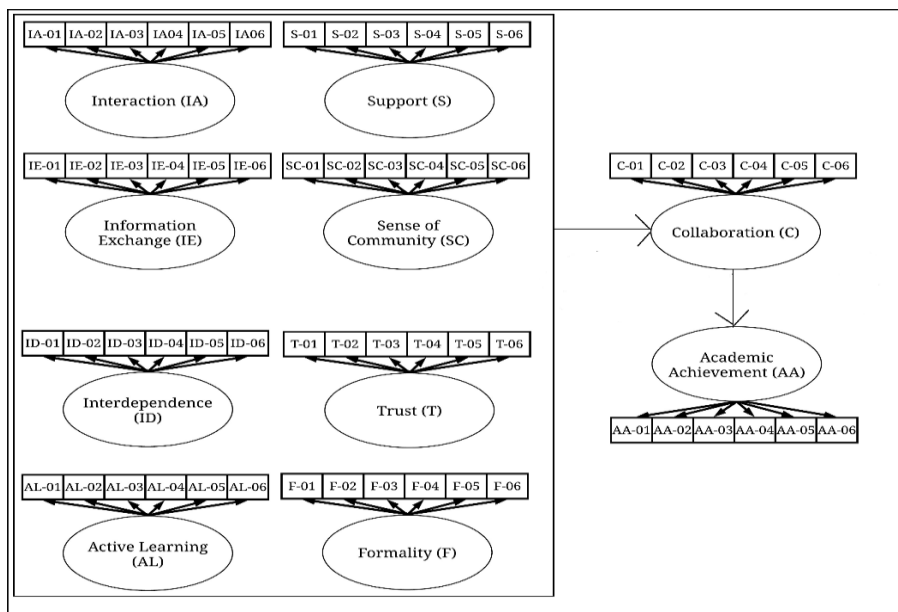 IA-01 IA-02 IA-03 IA04 IA-05 IA06
Interaction (IA)
S-01 S-02 S-03 S-04 S-05 S-06
Support (S)
IE-01 IE-02 IE-03 IE-04 IE-05 IE-06
Information
Exchange (IE)
SC-01 SC-02 SC-03 SC-04 SC-05 SC-06
Sense of
Community (SC)
ID-01 ID-02 ID-03 ID-04 ID-05 ID-06
Interdependence
(ID)
T-01 T-02 T-03 T-04 T-05 T-06
Trust (T)
AL-01 AL-02 AL-03 AL-04 AL-05 AL-06
Active Learning
(AL)
F-01 F-02 F-03 F-04 F-05 F-06
Formality (F)
C-01 C-02 C-03 C-04 C-05 C-06
Collaboration (C)
Academic
Achievement (AA)
AA-01 AA-02 AA-03 AA-04 AA-05 AA-06